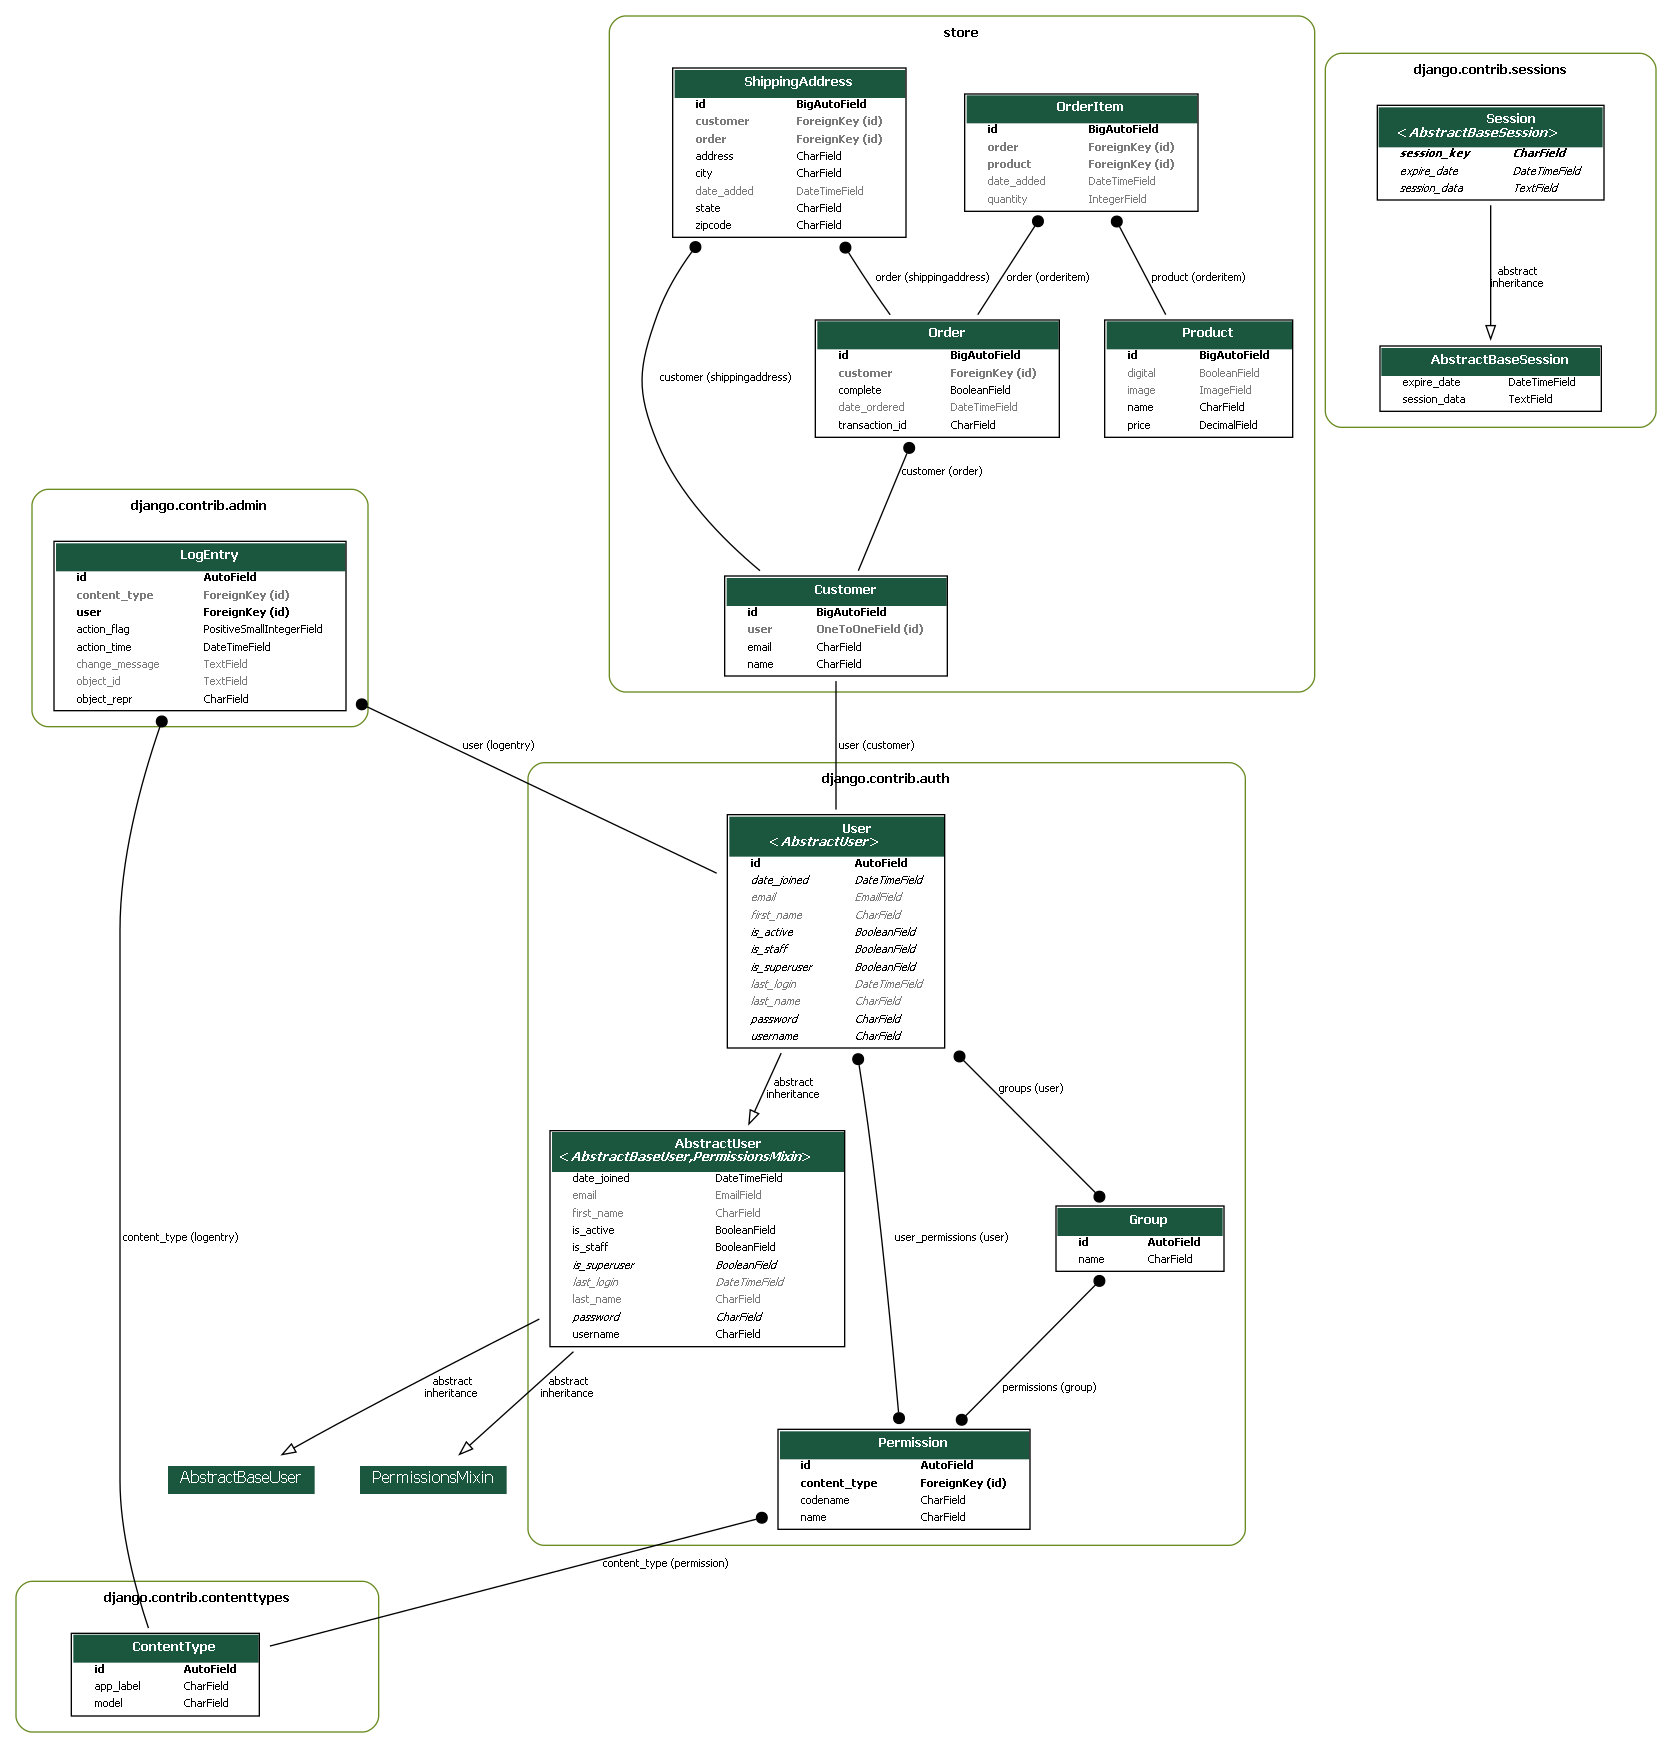 store
ShippingAddress
id BigAutoField
customer ForeignKey (id)
order ForeignKey (id)
address CharField
city CharField
date_added DateTimeField
state CharField
zipcode CharField
OrderItem
id BigAutoField
order ForeignKey (id)
product ForeignKey (id)
date_added DateTimeField
quantity IntegerField
order (shippingaddress)
order (orderitem)
product (orderitem)
customer (shippingaddress)
Order
id BigAutoField
customer ForeignKey (id)
complete BooleanField
date_ordered DateTimeField
transaction_id CharField
Product
id BigAutoField
digital BooleanField
image ImageField
name CharField
price DecimalField
customer (order)
Customer
id BigAutoField
user OneToOneField (id)
email CharField
name CharField
django.contrib.sessions
Session
<AbstractBaseSession>
session_key CharField
expire_date DateTimeField
session_data TextField
abstract
inheritance
AbstractBaseSession
expire_date DateTimeField
session_data TextField
django.contrib.admin
LogEntry
id AutoField
content_type ForeignKey (id)
user ForeignKey (id)
action_flag PositiveSmallIntegerField
action_time DateTimeField
change_message TextField
object_id TextField
object_repr CharField
user (logentry)
user (customer)
django.contrib.auth
User
<AbstractUser>
id AutoField
date_joined DateTimeField
email EmailField
first_name CharField
is_active BooleanField
is_staff BooleanField
is_superuser BooleanField
last_login DateTimeField
last_name CharField
password CharField
username CharField
abstract
inheritance
groups (user)
AbstractUser
<AbstractBaseUser,PermissionsMixin>
date_joined DateTimeField
email EmailField
first_name CharField
is_active BooleanField
is_staff BooleanField
is_superuser BooleanField
last_login DateTimeField
last_name CharField
password CharField
username CharField
user_permissions (user)
Group
id AutoField
name CharField
content_type (logentry)
abstract
inheritance
abstract
inheritance
permissions (group)
AbstractBaseUser
PermissionsMixin
Permission
id AutoField
content_type ForeignKey (id)
codename CharField
name CharField
content_type (permission)
django.contrib.contenttypes
ContentType
id AutoField
app_label CharField
model CharField